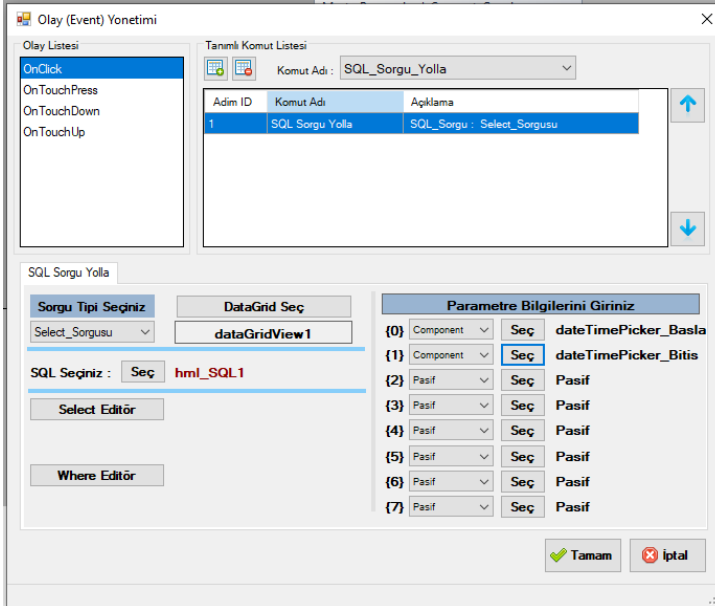 Olay (Event) Yonetimi
Olay Listesi
OnClick
OnTouchPress
OnTouchDown
OnTouchUp
Tanımlı Komut Listesi
Komut Adı : SQL_Sorgu_Yolla
Adim ID Komut Adı Açıklama
1 SQL Sorgu Yolla SQL_Sorgu : Select_Sorgusu
SQL Sorgu Yolla
Sorgu Tipi Seçiniz DataGrid Seç
Select_Sorgusu dataGridView1
SQL Seçiniz : Seç hml_SQL1
Select Editör
Where Editör
Parametre Bilgilerini Giriniz
{0} Component Seç dateTimePicker_Basla
{1} Component Seç dateTimePicker_Bitis
{2} Pasif Seç Pasif
{3} Pasif Seç Pasif
{4} Pasif Seç Pasif
{5} Pasif Seç Pasif
{6} Pasif Seç Pasif
{7} Pasif Seç Pasif
Tamam İptal